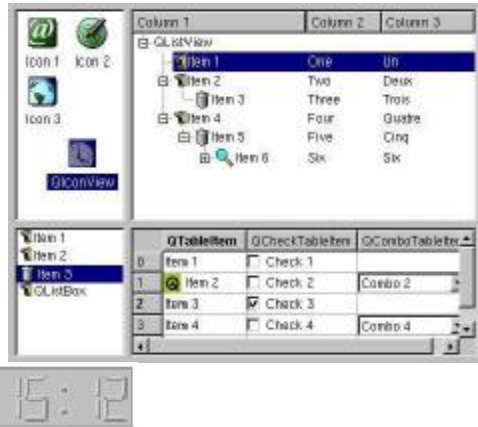 Icon 1
Icon 2
Icon 3
QIconView
Column 1 Column 2 Column 3
QListView
Item 1 One Un
Item 2 Two Deux
Item 3 Three Trois
Item 4 Four Quatre
Item 5 Five Cinq
Item 6 Six Six
Item 1
Item 2
Item 3
QListBox
QTableItem QCheckTableItem QComboTableItem
0 Item 1 Check 1
1 Item 2 Check 2 Combo 2
2 Item 3 Check 3
3 Item 4 Check 4 Combo 4
15:12